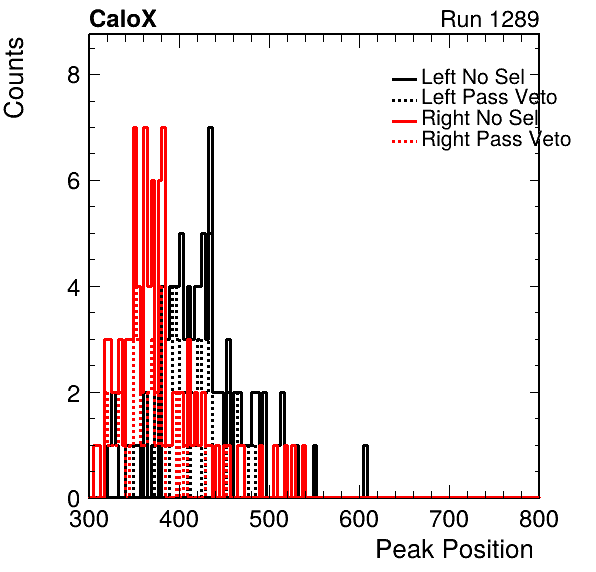 CaloX Run 1289
Counts
8
6
4
2
0
Left No Sel
Left Pass Veto
Right No Sel
Right Pass Veto
300 400 500 600 700 800
Peak Position